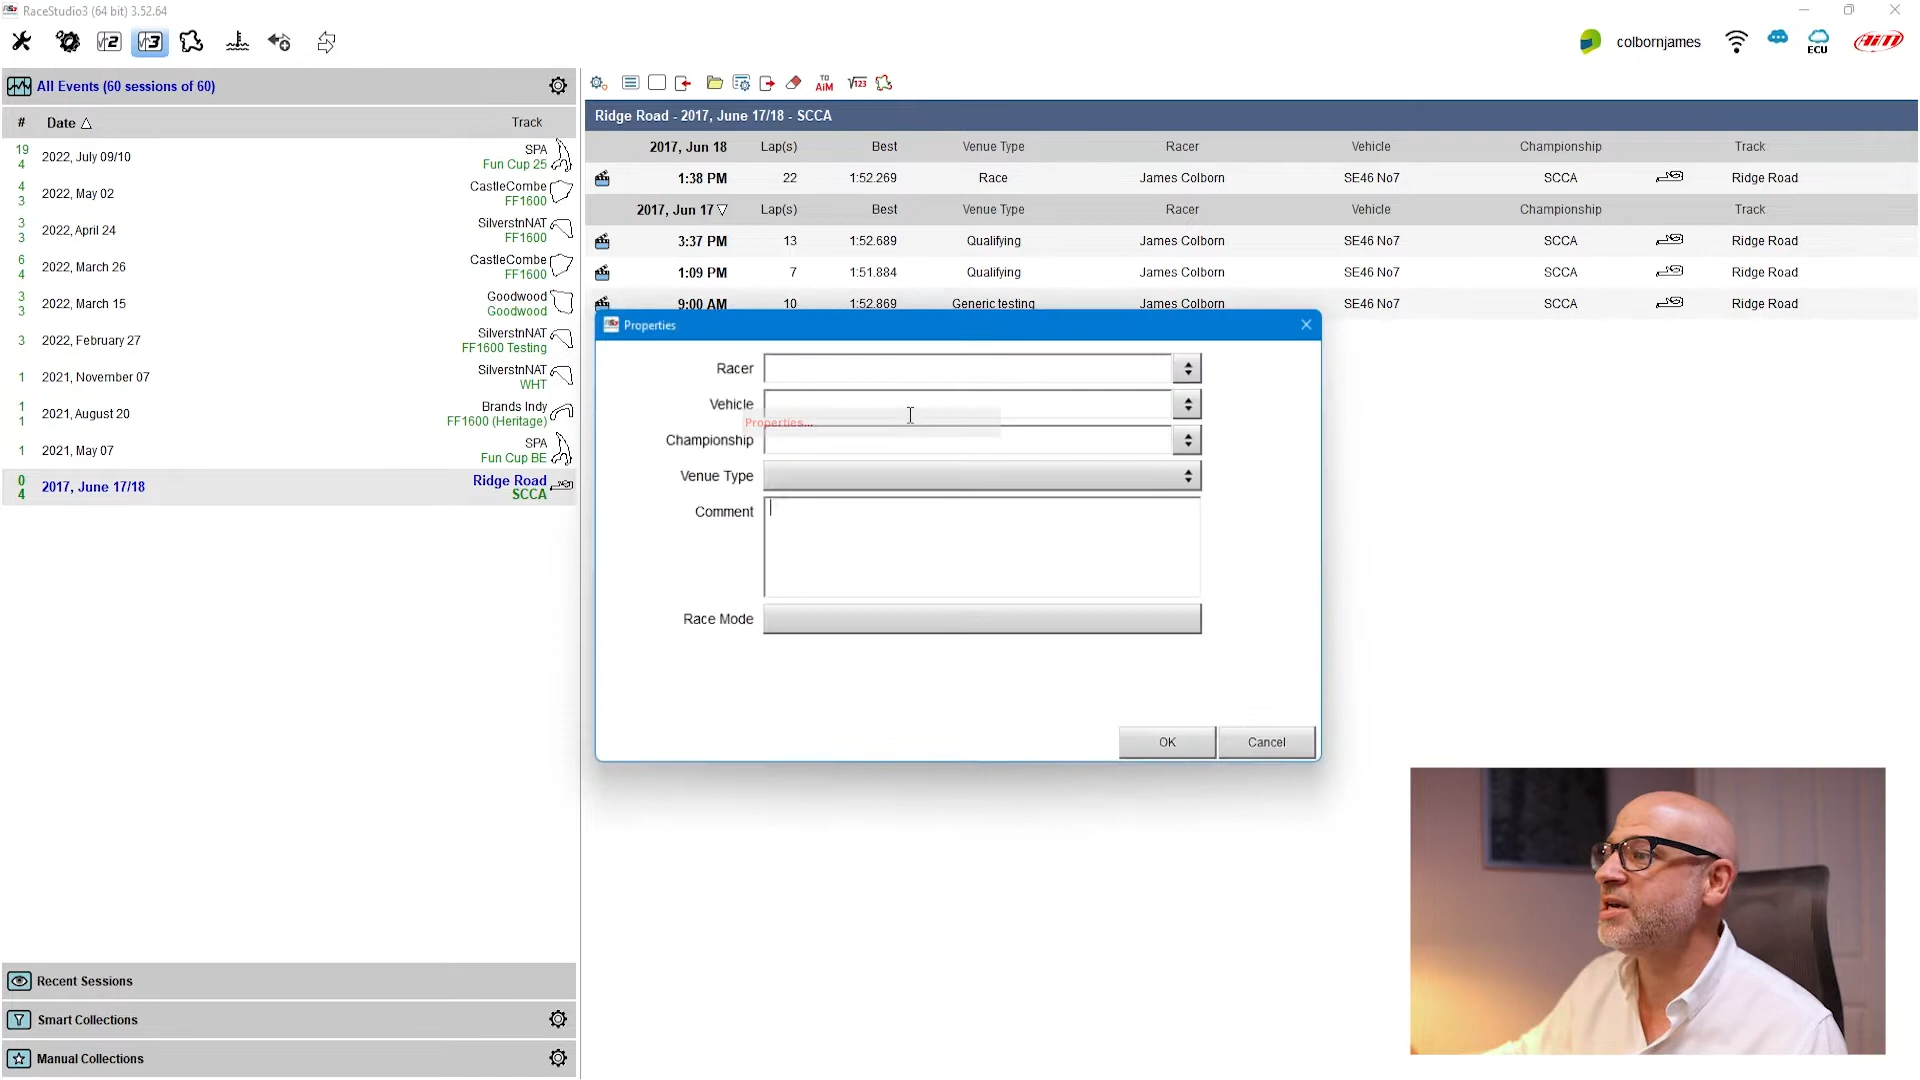 RaceStudio3 (64 bit) 3.52.64
2
3
colbornjames
ECU
AiM
All Events (60 sessions of 60)
TO AiM
√123
Ridge Road - 2017, June 17/18 - SCCA
# Date Track
2017, Jun 18 Lap(s) Best Venue Type Racer Vehicle Championship Track
1:38 PM 22 1:52.269 Race James Colborn SE46 No7 SCCA Ridge Road
2017, Jun 17 Lap(s) Best Venue Type Racer Vehicle Championship Track
3:37 PM 13 1:52.689 Qualifying James Colborn SE46 No7 SCCA Ridge Road
1:09 PM 7 1:51.884 Qualifying James Colborn SE46 No7 SCCA Ridge Road
9:00 AM 10 1:52.869 Generic testing James Colborn SE46 No7 SCCA Ridge Road
19 SPA
4 2022, July 09/10 Fun Cup 25
4 CastleCombe
3 2022, May 02 FF1600
3 SilverstnNAT
3 2022, April 24 FF1600
6 CastleCombe
4 2022, March 26 FF1600
3 Goodwood
3 2022, March 15 Goodwood
SilverstnNAT
3 2022, February 27 FF1600 Testing
SilverstnNAT
1 2021, November 07 WHT
1 Brands Indy
1 2021, August 20 FF1600 (Heritage)
SPA
1 2021, May 07 Fun Cup BE
0 Ridge Road
4 2017, June 17/18 SCCA
Properties
Racer
Vehicle
Properties...
Championship
Venue Type
Comment
Race Mode
OK Cancel
Recent Sessions
Smart Collections
Manual Collections